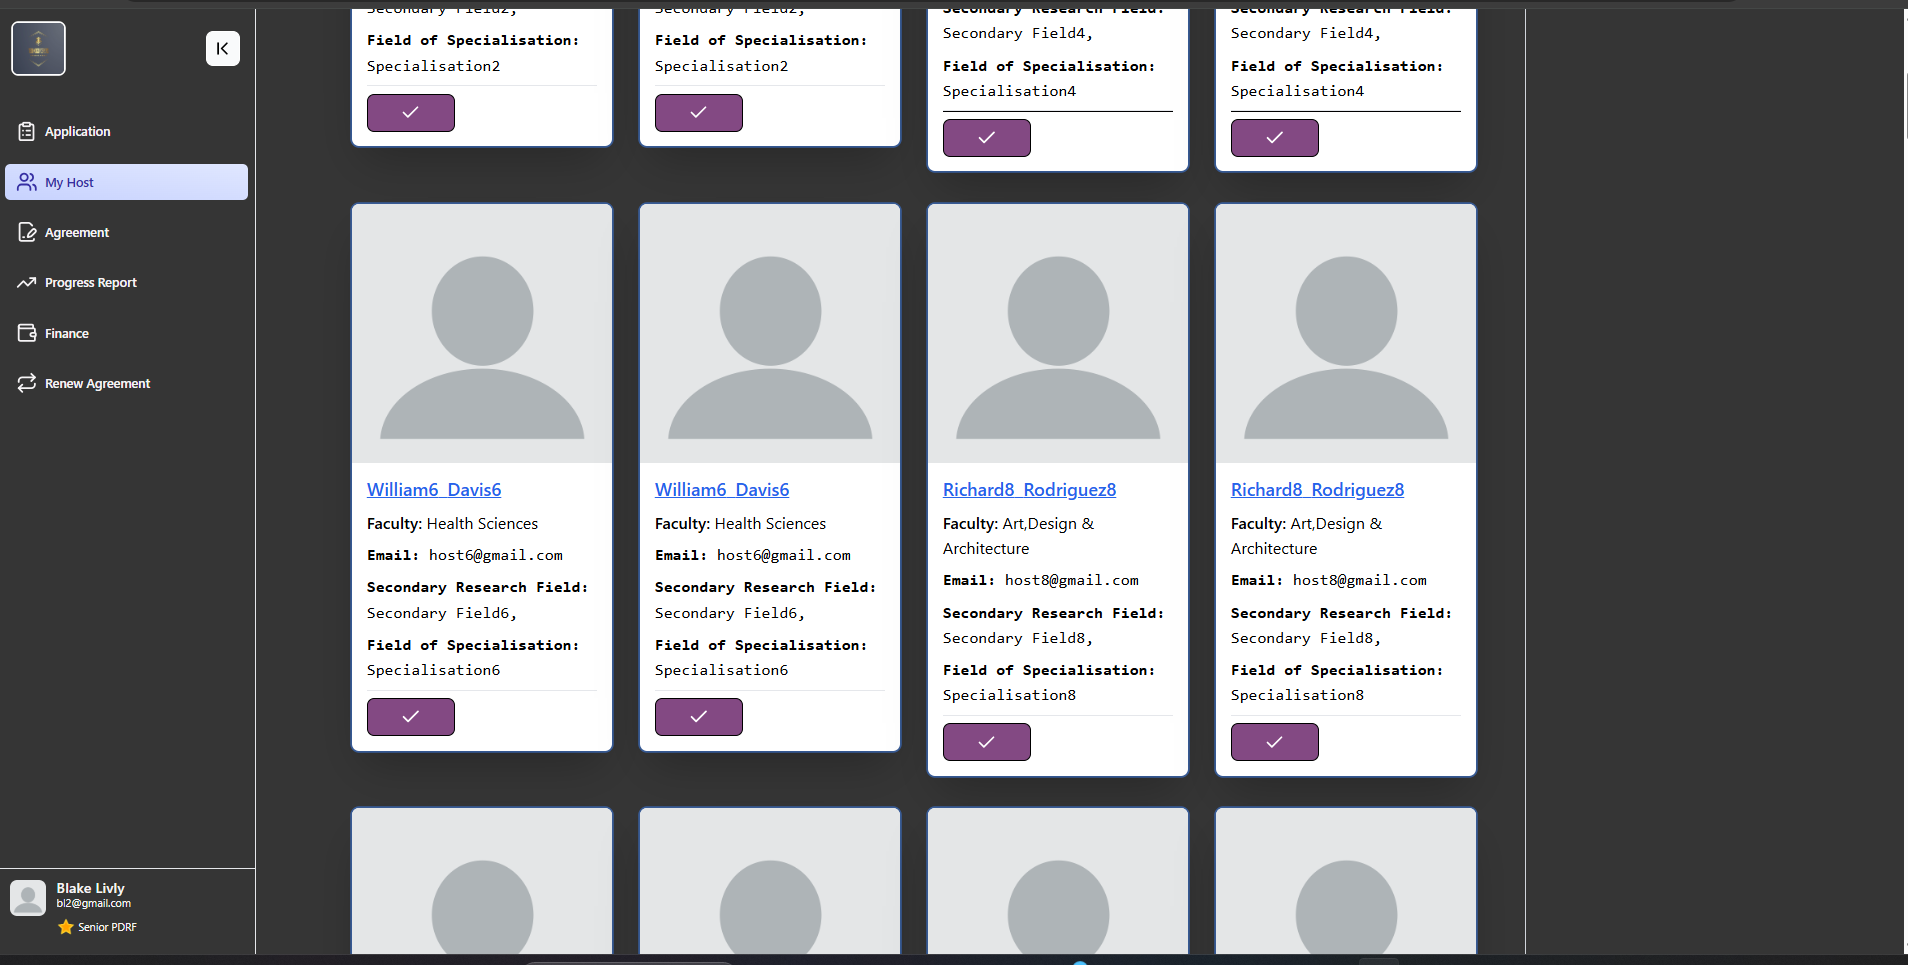 Application
My Host
Agreement
Progress Report
Finance
Renew Agreement
Blake Livly
bl2@gmail.com
Senior PDRF
Secondary Field2,
Field of Specialisation:
Specialisation2
Secondary Field2,
Field of Specialisation:
Specialisation2
Secondary Research Field:
Secondary Field4,
Field of Specialisation:
Specialisation4
Secondary Research Field:
Secondary Field4,
Field of Specialisation:
Specialisation4
William6 Davis6
Faculty: Health Sciences
Email: host6@gmail.com
Secondary Research Field:
Secondary Field6,
Field of Specialisation:
Specialisation6
William6 Davis6
Faculty: Health Sciences
Email: host6@gmail.com
Secondary Research Field:
Secondary Field6,
Field of Specialisation:
Specialisation6
Richard8 Rodriguez8
Faculty: Art,Design &
Architecture
Email: host8@gmail.com
Secondary Research Field:
Secondary Field8,
Field of Specialisation:
Specialisation8
Richard8 Rodriguez8
Faculty: Art,Design &
Architecture
Email: host8@gmail.com
Secondary Research Field:
Secondary Field8,
Field of Specialisation:
Specialisation8